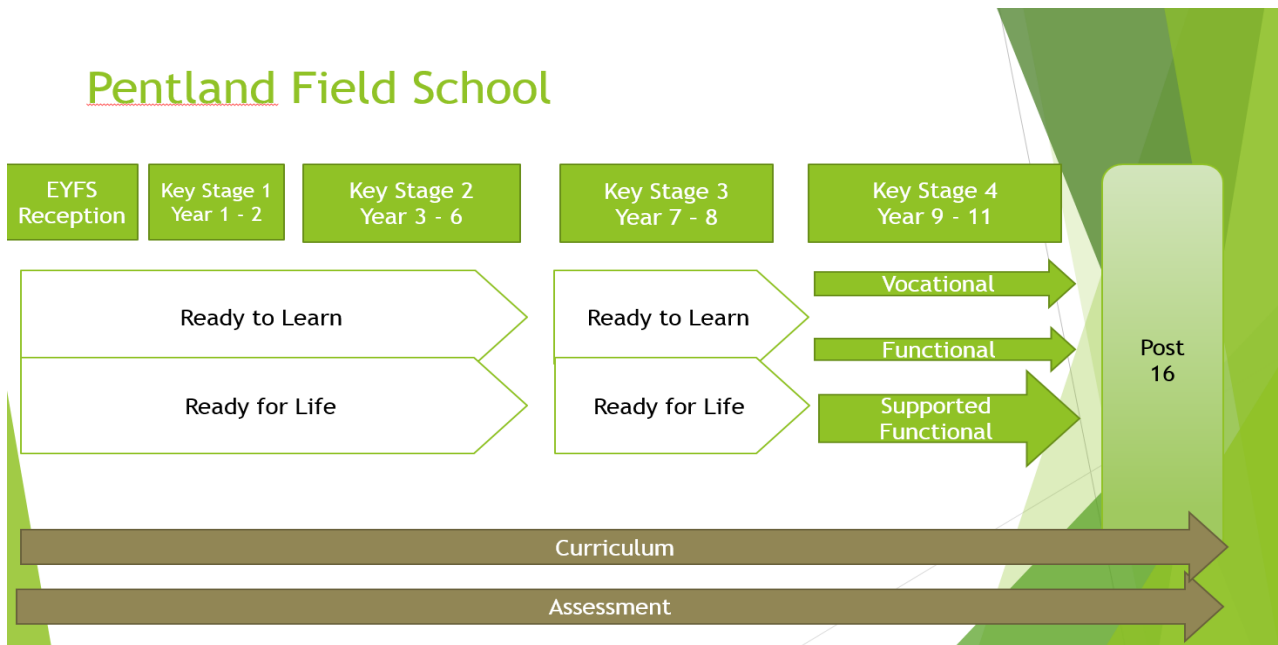 Pentland Field School
EYFS
Reception
Key Stage 1
Year 1 - 2
Key Stage 2
Year 3 - 6
Key Stage 3
Year 7 - 8
Key Stage 4
Year 9 - 11
Ready to Learn
Ready to Learn
Vocational
Functional
Ready for Life
Ready for Life
Supported
Functional
Post
16
Curriculum
Assessment